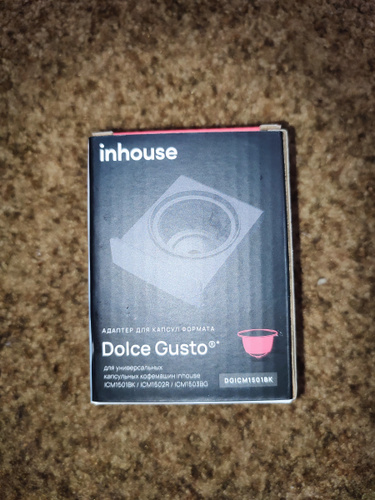 inhouse
АДАПТЕР ДЛЯ КАПСУЛ ФОРМАТА
Dolce Gusto®*
для универсальных
капсульных кофемашин inhouse
ICM1501BK / ICM1502R / ICM1503BG
DGICM1501BK